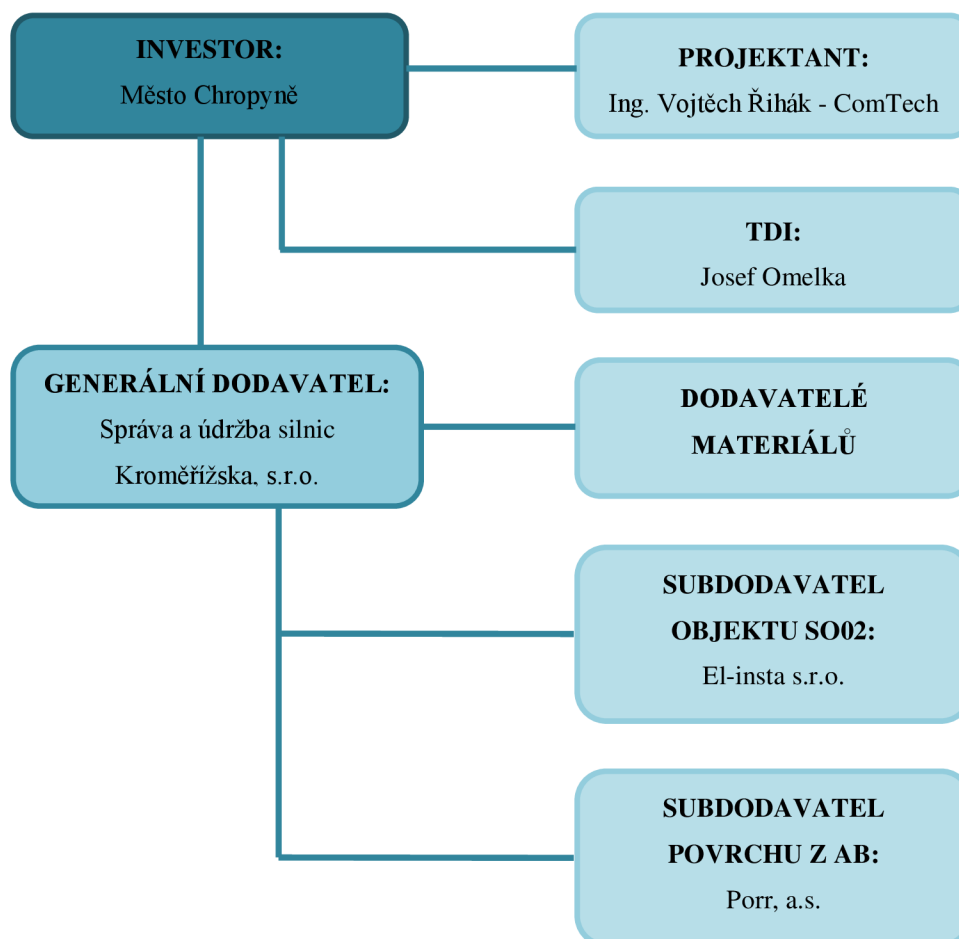 INVESTOR:
Město Chropyně
PROJEKTANT:
Ing. Vojtěch Řihák - ComTech
TDI:
Josef Omelka
GENERÁLNÍ DODAVATEL:
Správa a údržba silnic
Kroměřížska, s.r.o.
DODAVATELÉ
MATERIÁLŮ
SUBDODAVATEL
OBJEKTU SO02:
El-insta s.r.o.
SUBDODAVATEL
POVRCHU Z AB:
Porr, a.s.